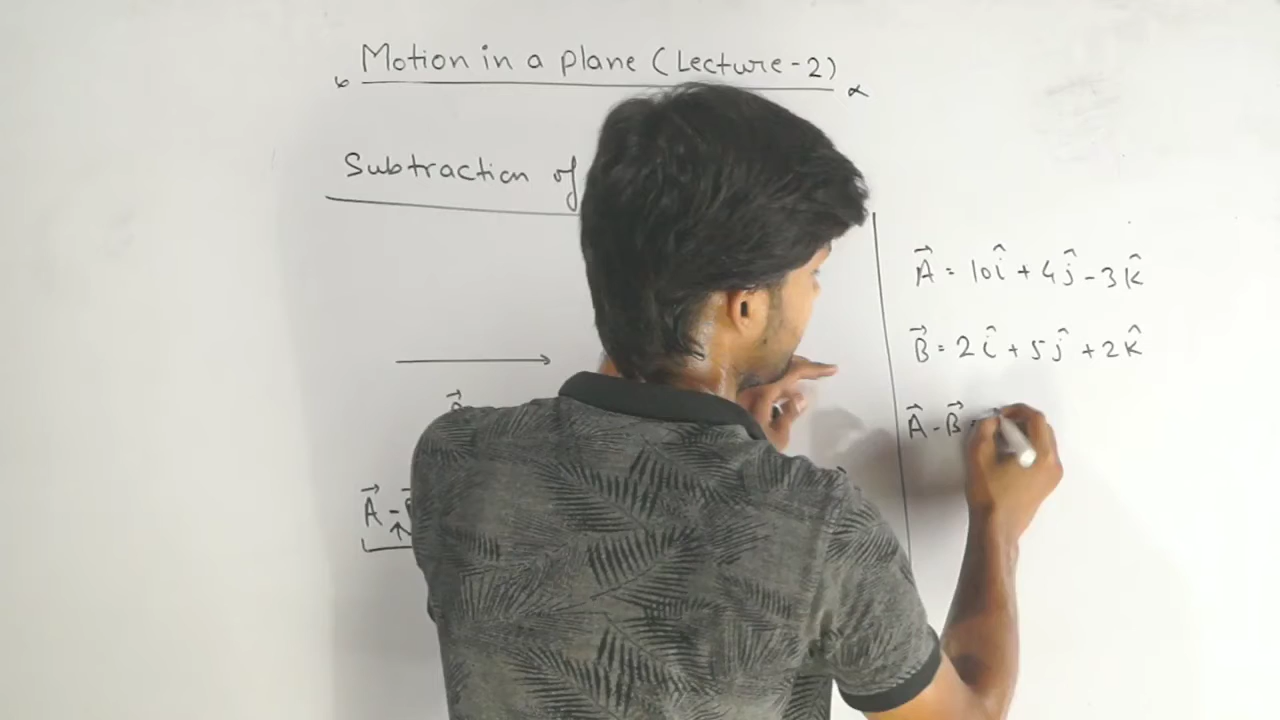 Motion in a plane (Lecture-2)
Subtraction of
A⃗ = 10î + 4ĵ - 3k̂
B⃗ = 2î + 5ĵ + 2k̂
A⃗ - B⃗ =
A⃗ -